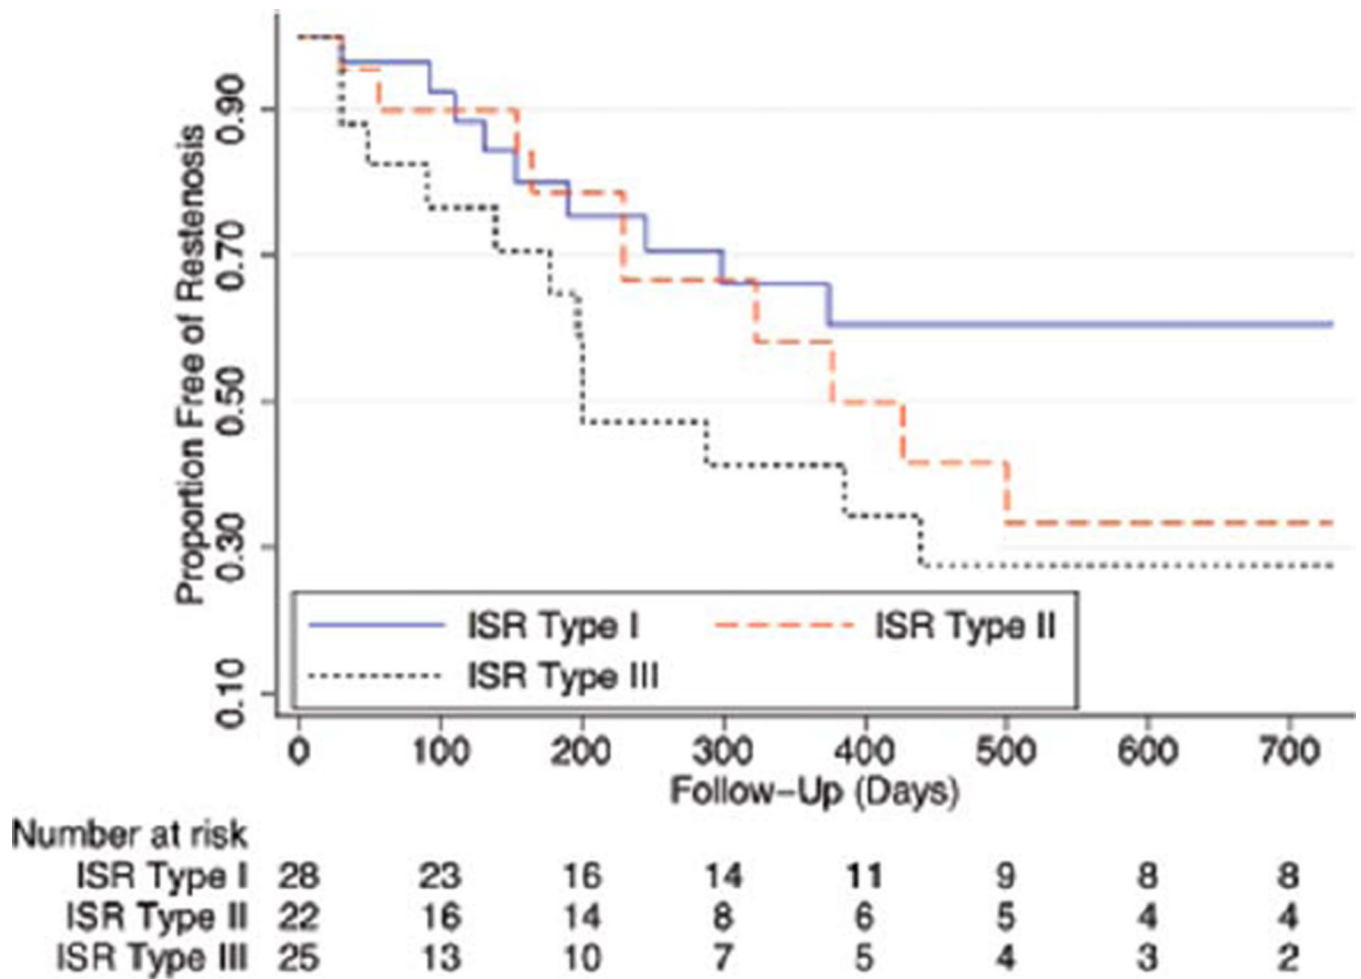 Proportion Free of Restenosis
0.90
0.70
0.50
0.30
0.10
ISR Type I
ISR Type II
ISR Type III
0 100 200 300 400 500 600 700
Follow-Up (Days)
Number at risk
ISR Type I 28 23 16 14 11 9 8 8
ISR Type II 22 16 14 8 6 5 4 4
ISR Type III 25 13 10 7 5 4 3 2